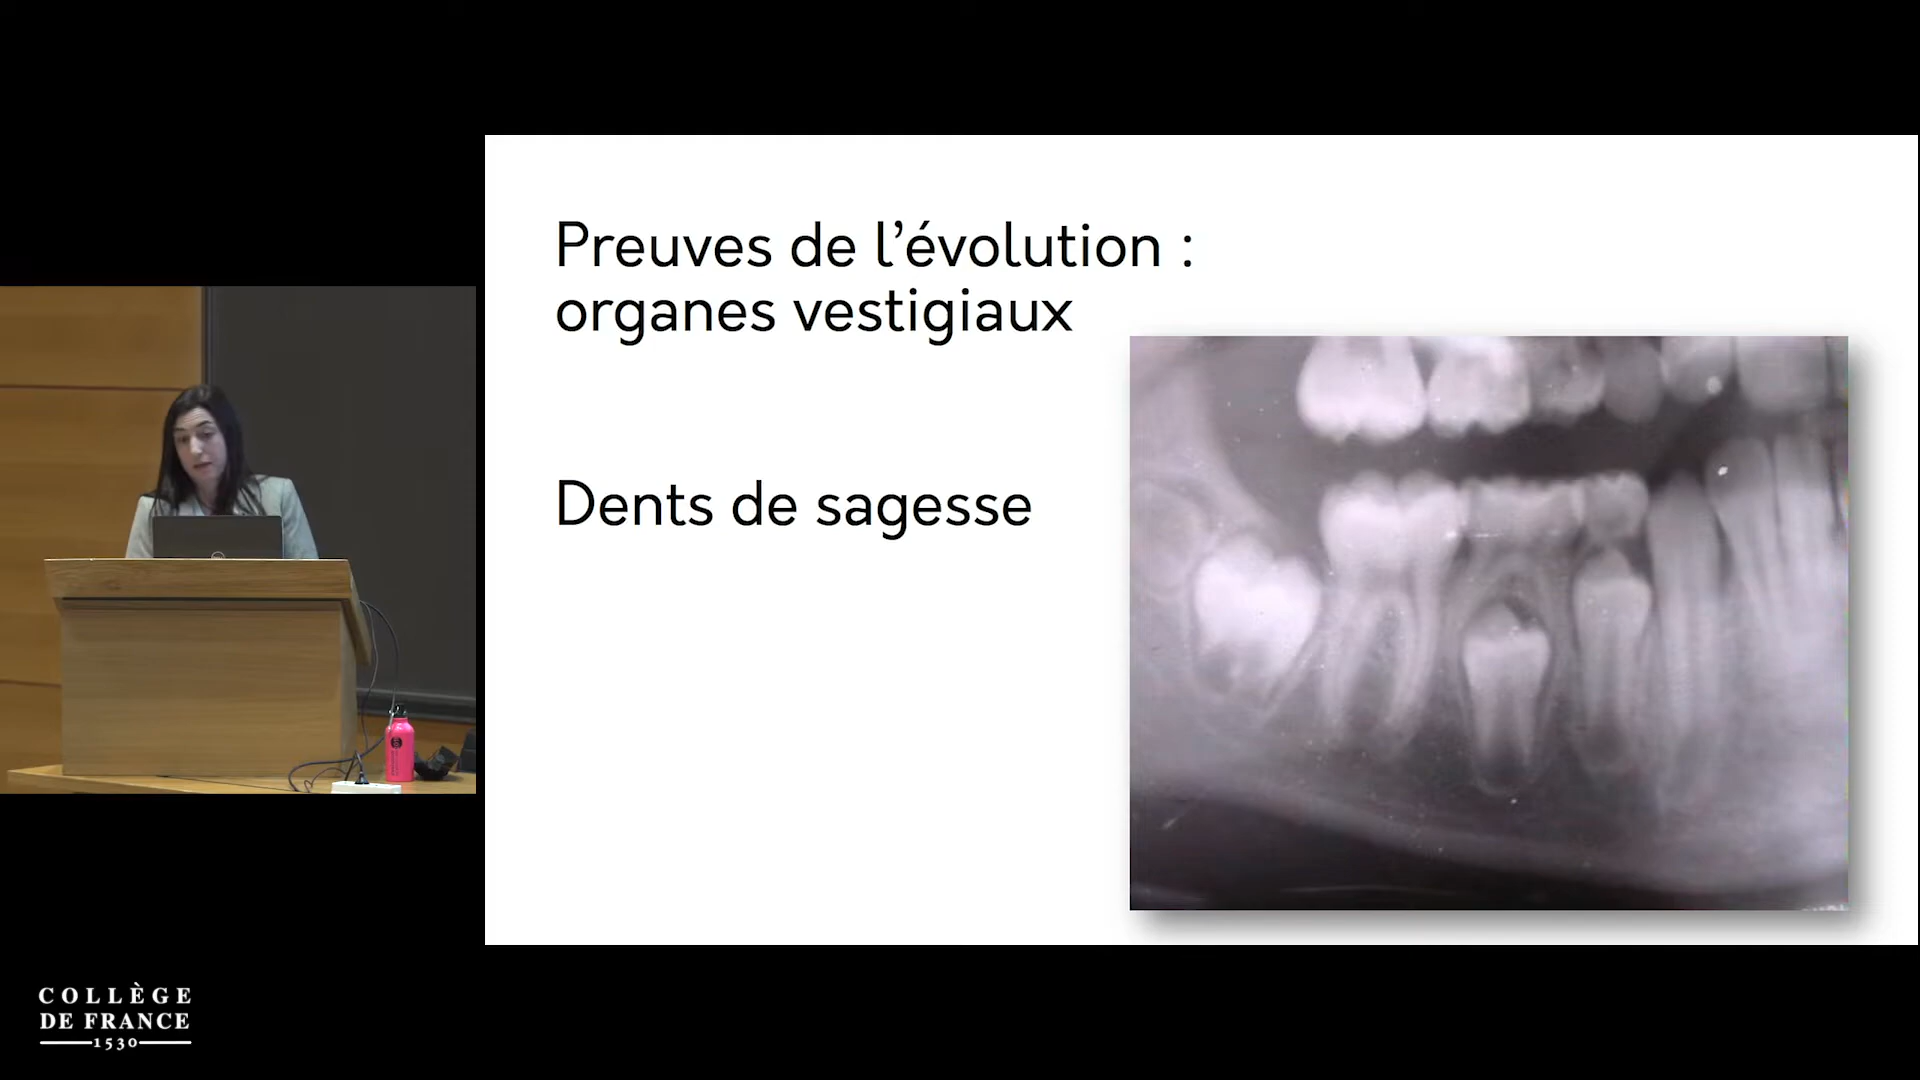 Preuves de l’évolution :
organes vestigiaux
Dents de sagesse
COLLÈGE
DE FRANCE
1530